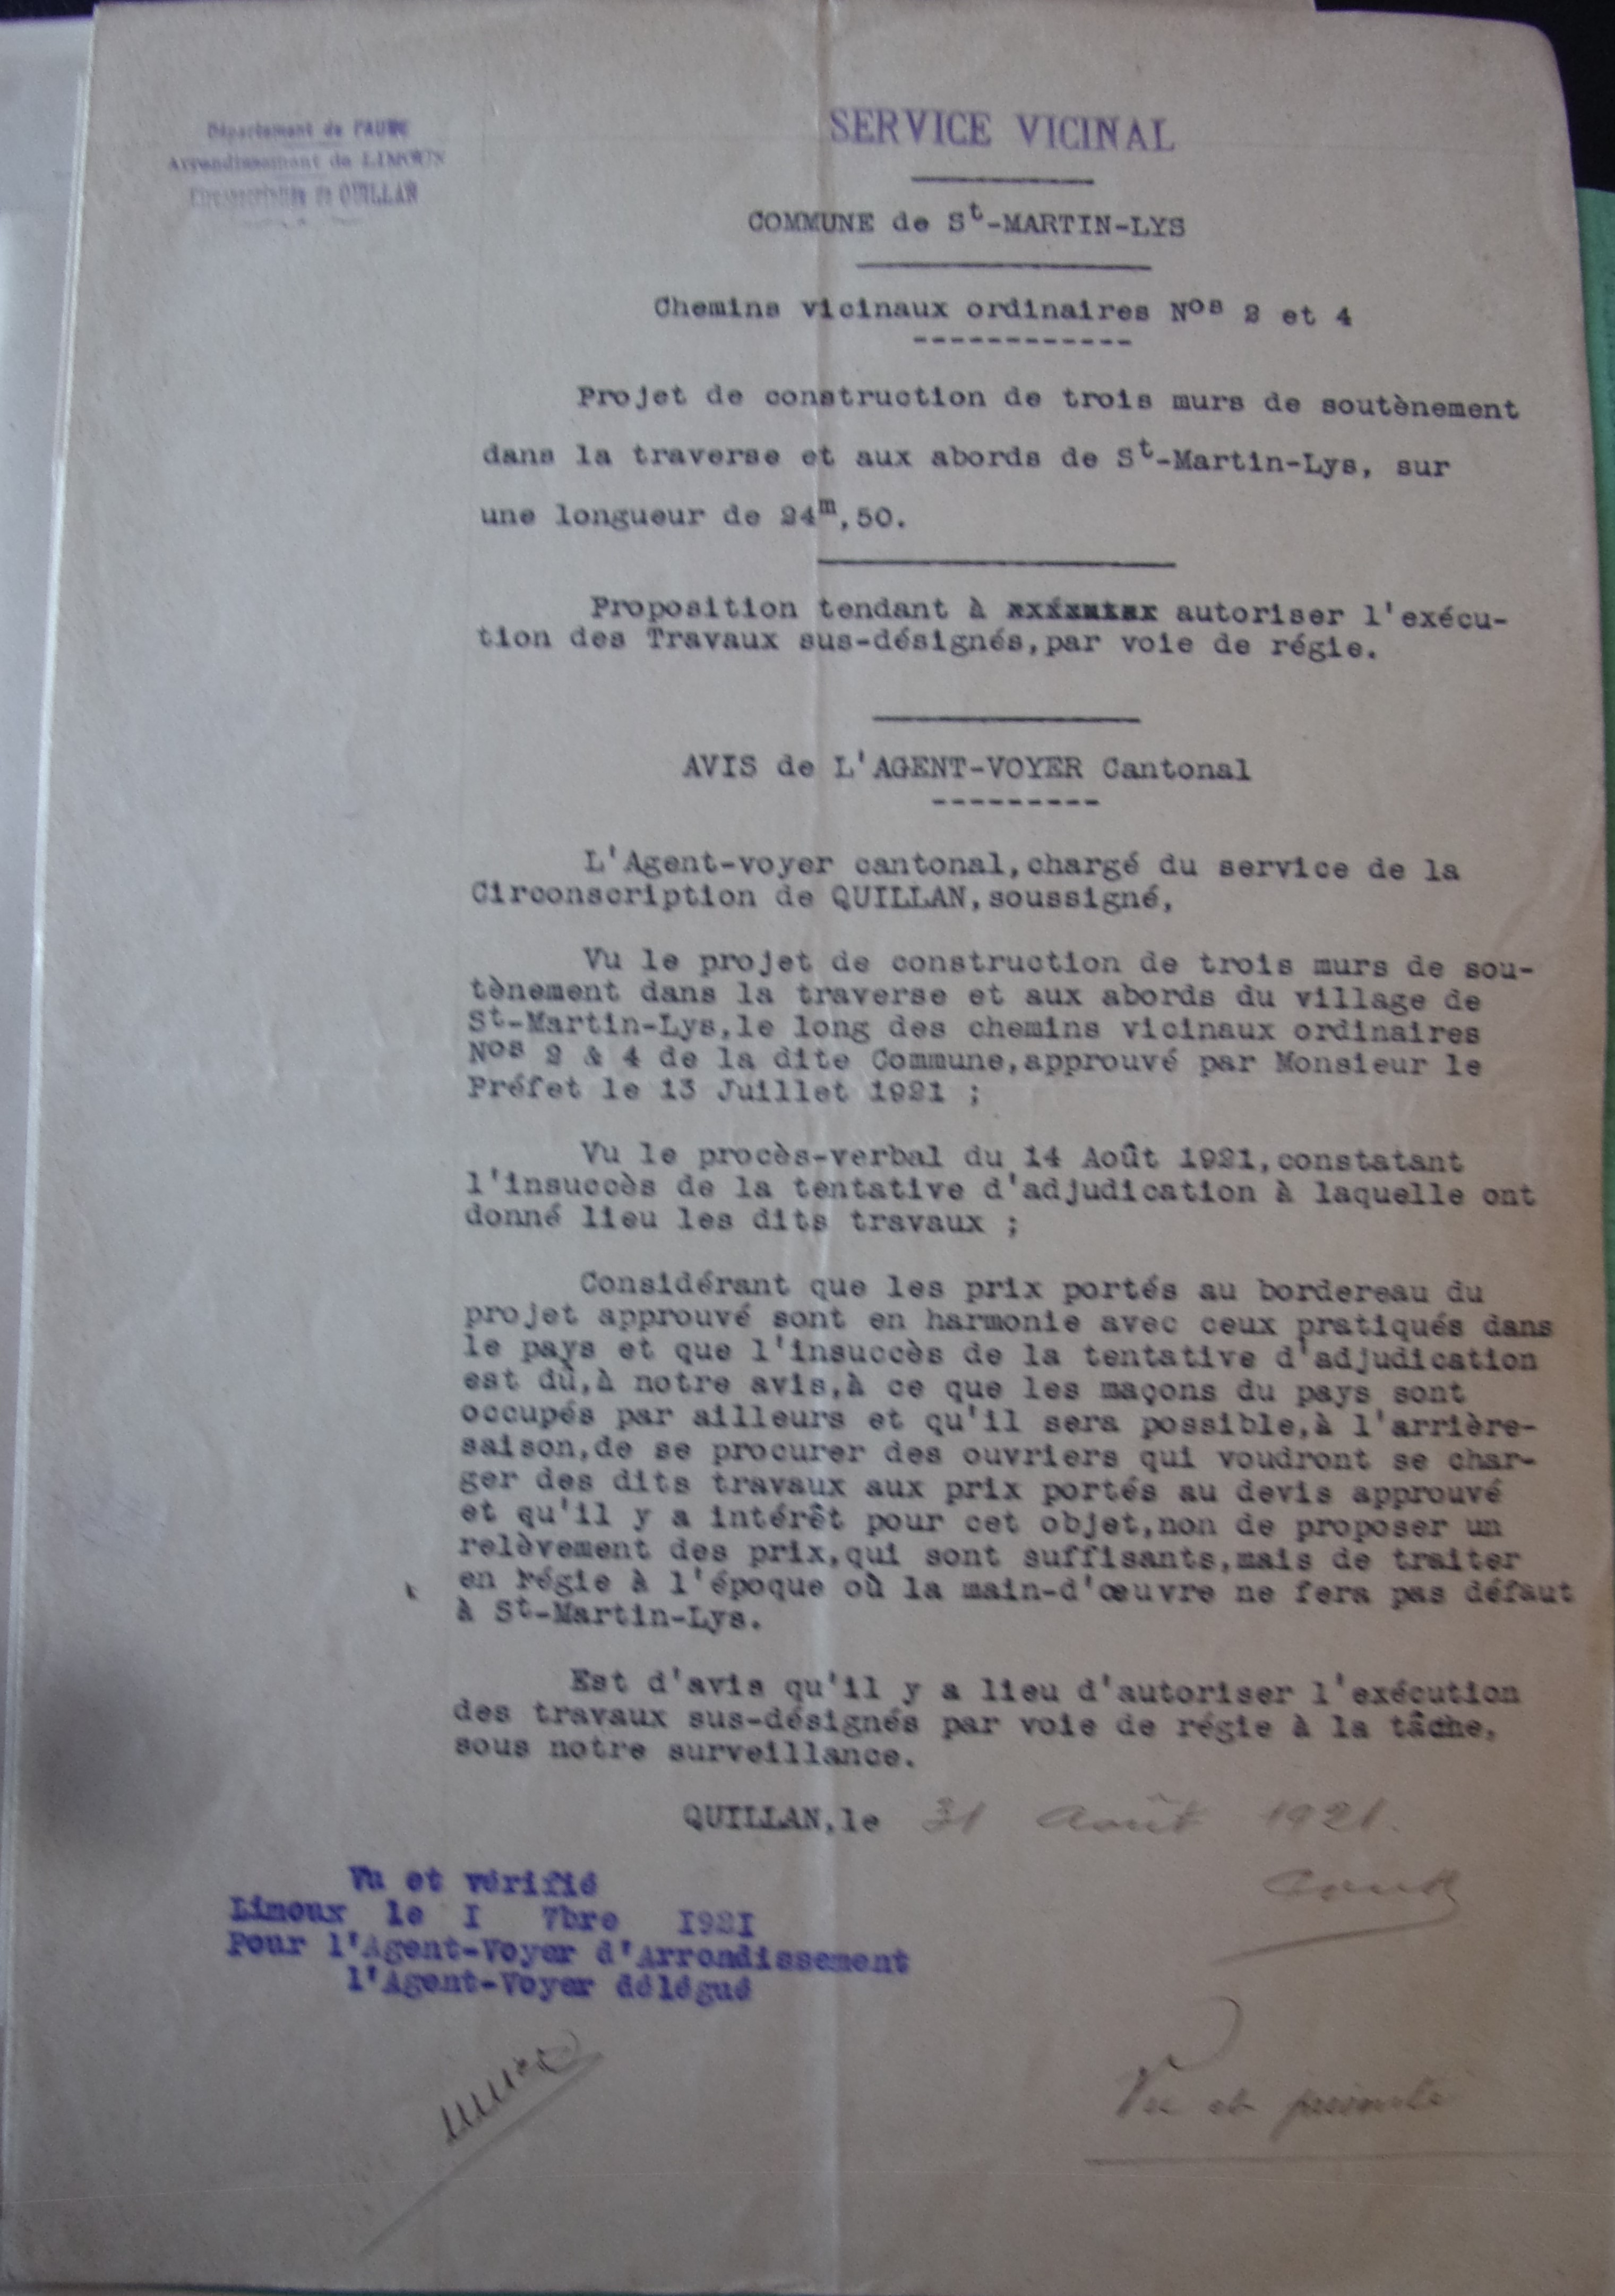 Département de l'AUDE
Arrondissement de LIMOUX
Circonscription de QUILLAN
SERVICE VICINAL
COMMUNE de St-MARTIN-LYS
Chemins vicinaux ordinaires Nos 2 et 4
Projet de construction de trois murs de soutènement
dans la traverse et aux abords de St-Martin-Lys, sur
une longueur de 24m,50.
Proposition tendant à autoriser l'exécu-
tion des Travaux sus-désignés,par voie de régie.
AVIS de L'AGENT-VOYER Cantonal
L'Agent-voyer cantonal,chargé du service de la
Circonscription de QUILLAN,soussigné,
Vu le projet de construction de trois murs de sou-
tènement dans la traverse et aux abords du village de
St-Martin-Lys,le long des chemins vicinaux ordinaires
Nos 2 & 4 de la dite Commune,approuvé par Monsieur le
Préfet le 13 Juillet 1921 ;
Vu le procès-verbal du 14 Août 1921,constatant
l'insuccès de la tentative d'adjudication à laquelle ont
donné lieu les dits travaux ;
Considérant que les prix portés au bordereau du
projet approuvé sont en harmonie avec ceux pratiqués dans
le pays et que l'insuccès de la tentative d'adjudication
est dû,à notre avis,à ce que les maçons du pays sont
occupés par ailleurs et qu'il sera possible,à l'arrière-
saison,de se procurer des ouvriers qui voudront se char-
ger des dits travaux aux prix portés au devis approuvé
et qu'il y a intérêt pour cet objet,non de proposer un
relèvement des prix,qui sont suffisants,mais de traiter
en régie à l'époque où la main-d'œuvre ne fera pas défaut
à St-Martin-Lys.
Est d'avis qu'il y a lieu d'autoriser l'exécution
des travaux sus-désignés par voie de régie à la tâche,
sous notre surveillance.
QUILLAN,le 31 Août 1921.
Vu et vérifié
Limoux le I 7bre I92I
Pour l'Agent-Voyer d'Arrondissement
l'Agent-Voyer délégué
Vu et présenté